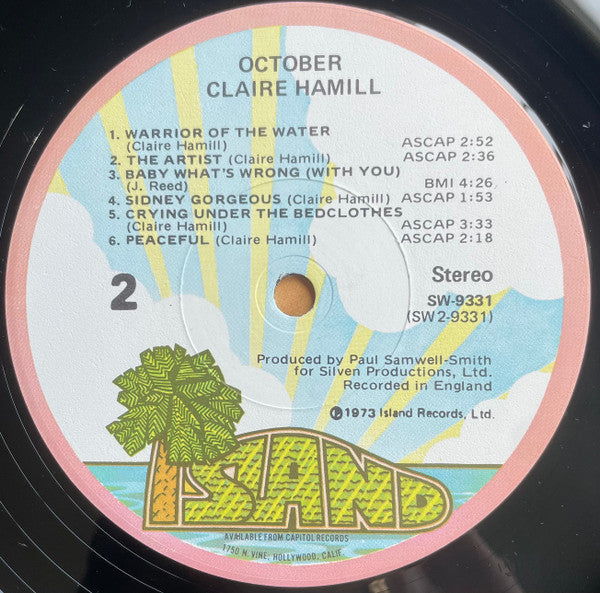 OCTOBER
CLAIRE HAMILL
1. WARRIOR OF THE WATER
(Claire Hamill) ASCAP 2:52
2. THE ARTIST (Claire Hamill) ASCAP 2:36
3. BABY WHAT'S WRONG (WITH YOU)
(J. Reed) BMI 4:26
4. SIDNEY GORGEOUS (Claire Hamill) ASCAP 1:53
5. CRYING UNDER THE BEDCLOTHES
(Claire Hamill) ASCAP 3:33
6. PEACEFUL (Claire Hamill) ASCAP 2:18
2
Stereo
SW-9331
(SW2-9331)
Produced by Paul Samwell-Smith
for Silven Productions, Ltd.
Recorded in England
℗1973 Island Records, Ltd.
ISLAND
AVAILABLE FROM CAPITOL RECORDS
1750 N. VINE, HOLLYWOOD, CALIF.